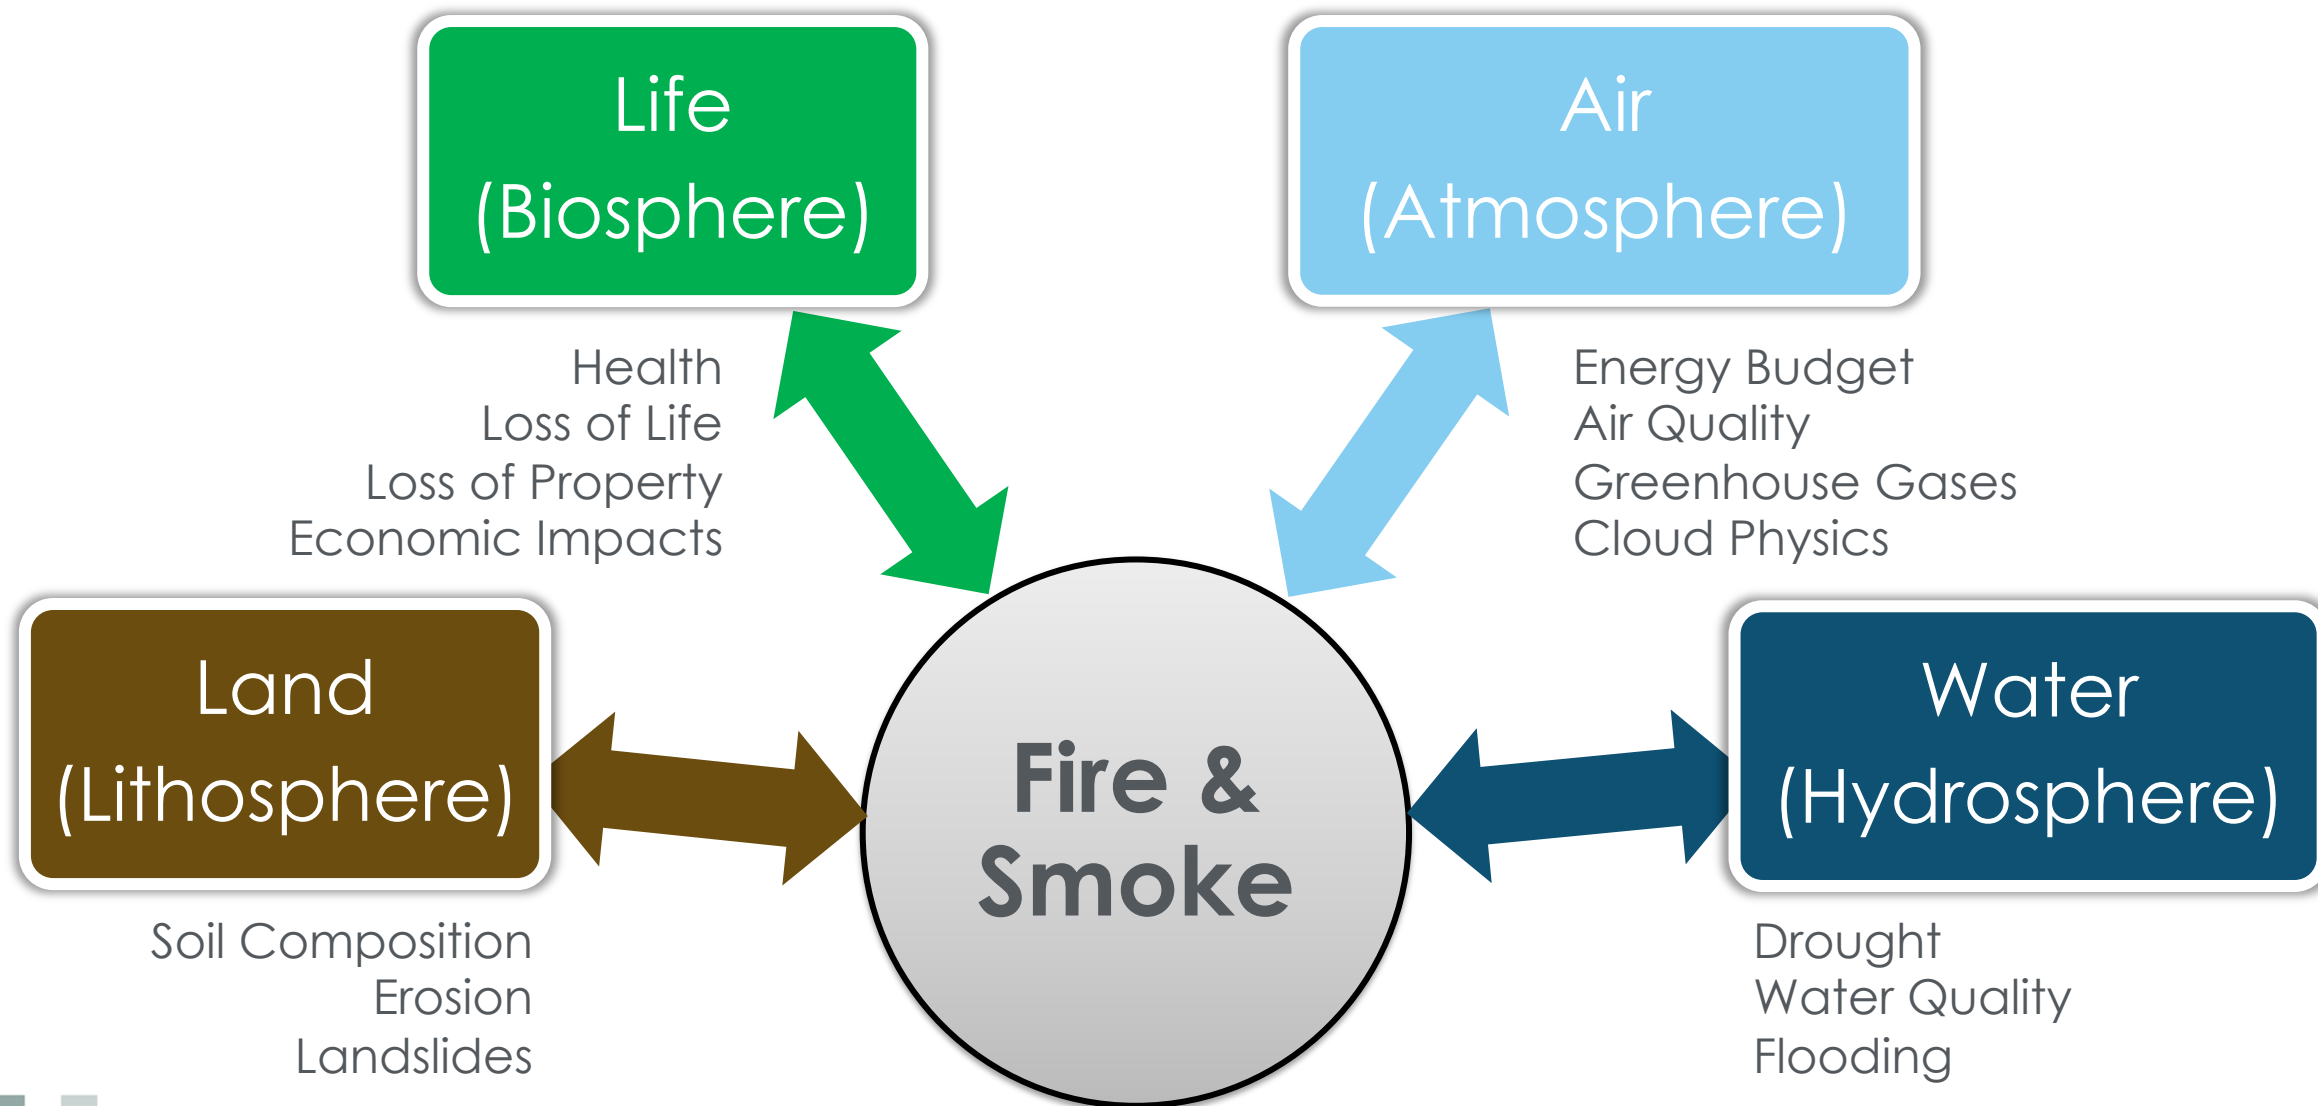 Life
(Biosphere)
Health
Loss of Life
Loss of Property
Economic Impacts
Air
(Atmosphere)
Energy Budget
Air Quality
Greenhouse Gases
Cloud Physics
Land
(Lithosphere)
Soil Composition
Erosion
Landslides
Fire &
Smoke
Water
(Hydrosphere)
Drought
Water Quality
Flooding